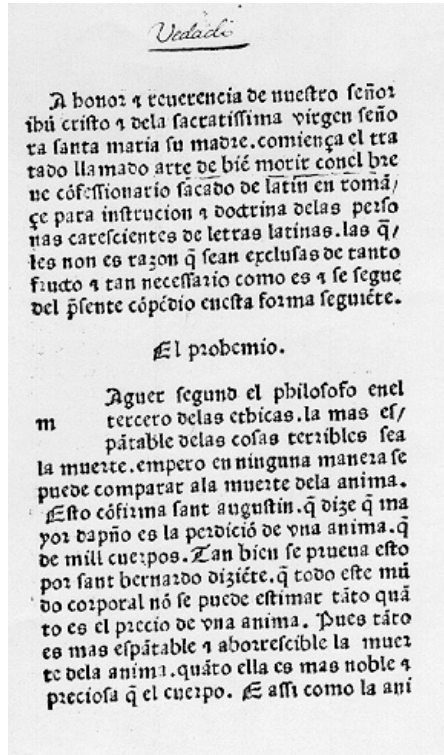 Vedadi
A honor ⁊ reuerencia de nuestro señor
ihũ cristo ⁊ dela sacratissima virgen seño
ra santa maria su madre.comiença el tra
tado llamado arte de bié morir conel bre
ue cõfessionario sãcado de latin en romã/
çe para instrucion ⁊ doctrina delas perso
nas carescientes de letras latinas.las q̃/
les non es razon q̃ sean exclusas de tanto
fructo ⁊ tan necessario como es ⁊ se segue
del p̃sente cõpẽdio enesta forma seguiẽte.
El prohemio.
Aguer segund el philosofo enel
m tercero delas ethicas.la mas es/
pãtable delas cosas terribles sea
la muerte.empero en ninguna manera se
puede comparar ala muerte dela anima.
Esto cõfirma sant augustin.q̃ dize q̃ ma
yor dapño es la perdiciõ de vna anima.q̃
de mill cuerpos.Tan bien se prueua esto
por sant bernardo diziẽte.q̃ todo este mũ
do corporal nõ se puede estimar tãto quã
to es el precio de vna anima. Pues tãto
es mas espãtable ⁊ aborrescible la muer
te dela anima.quãto ella es mas noble ⁊
preciosa q̃ el cuerpo. E assi como la ani